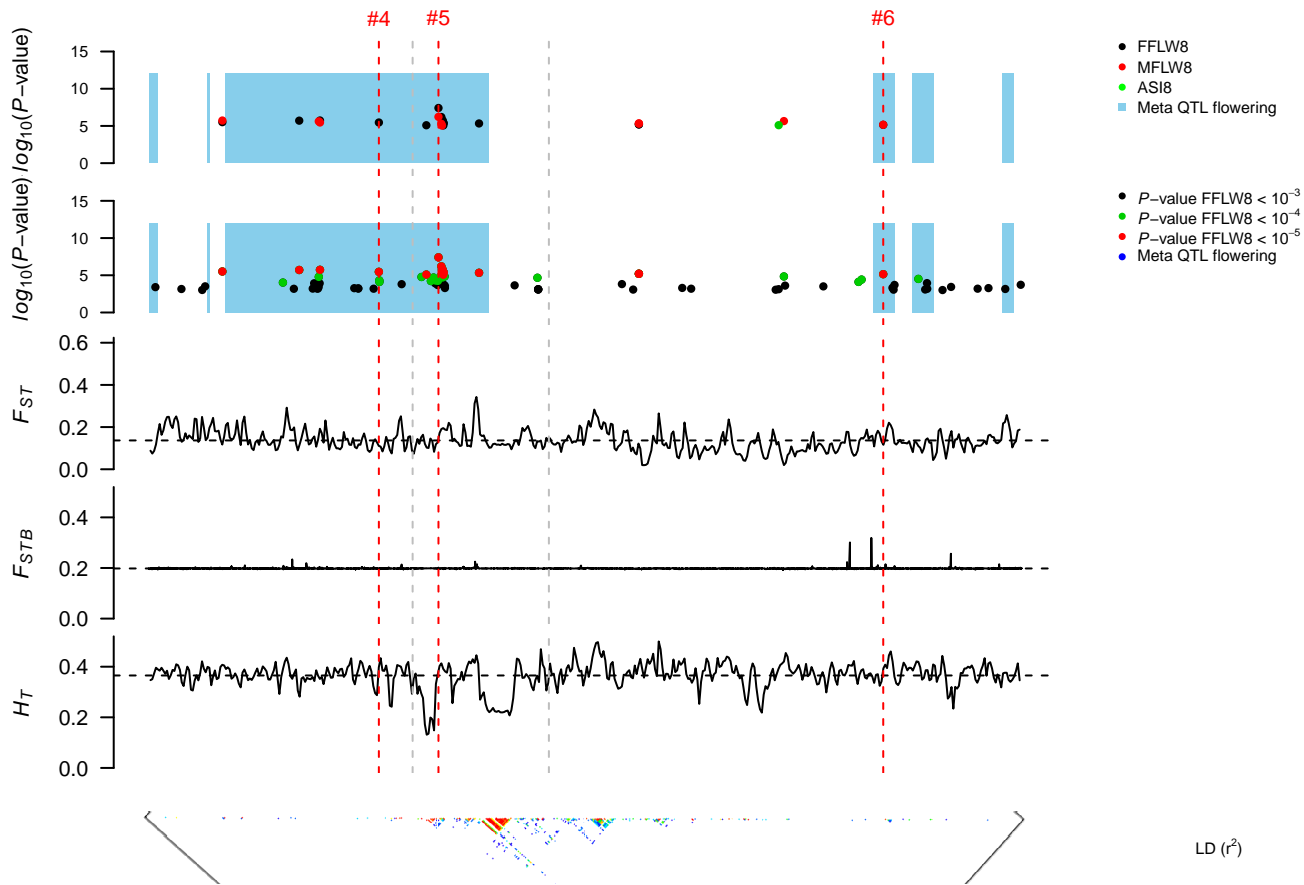 #4 #5 #6
log10(P−value)
15
10
5
0
FFLW8
MFLW8
ASI8
Meta QTL flowering
log10(P−value)
15
10
5
0
P−value FFLW8 < 10−3
P−value FFLW8 < 10−4
P−value FFLW8 < 10−5
Meta QTL flowering
FST
0.6
0.4
0.2
0.0
FSTB
0.4
0.2
0.0
HT
0.4
0.2
0.0
LD (r2)